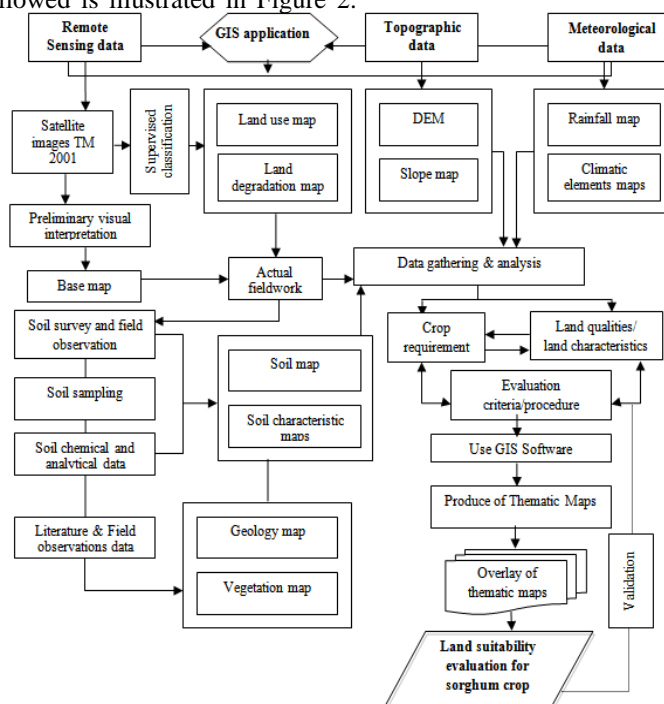 howed is illustrated in Figure 2.
Remote
Sensing data
GIS application
Topographic
data
Meteorological
data
Satellite
images TM
2001
Supervised
classification
Land use map
Land
degradation map
DEM
Slope map
Rainfall map
Climatic
elements maps
Preliminary visual
interpretation
Base map
Actual
fieldwork
Data gathering & analysis
Soil survey and field
observation
Soil sampling
Soil chemical and
analytical data
Literature & Field
observations data
Soil map
Soil characteristic
maps
Geology map
Vegetation map
Crop
requirement
Land qualities/
land characteristics
Evaluation
criteria/procedure
Use GIS Software
Produce of Thematic Maps
Overlay of
thematic maps
Validation
Land suitability
evaluation for
sorghum crop